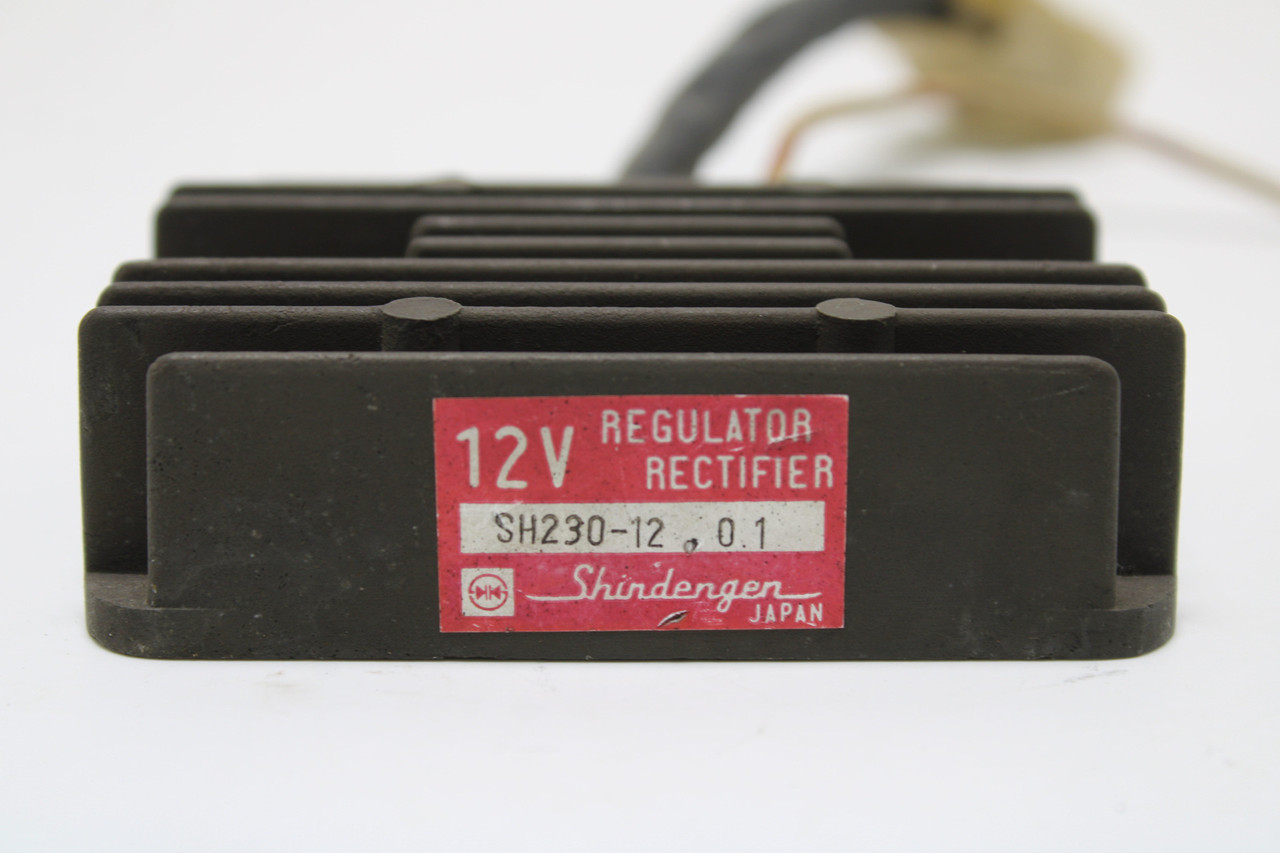 12V REGULATOR
RECTIFIER
SH230-12 0.1
Shindengen
JAPAN